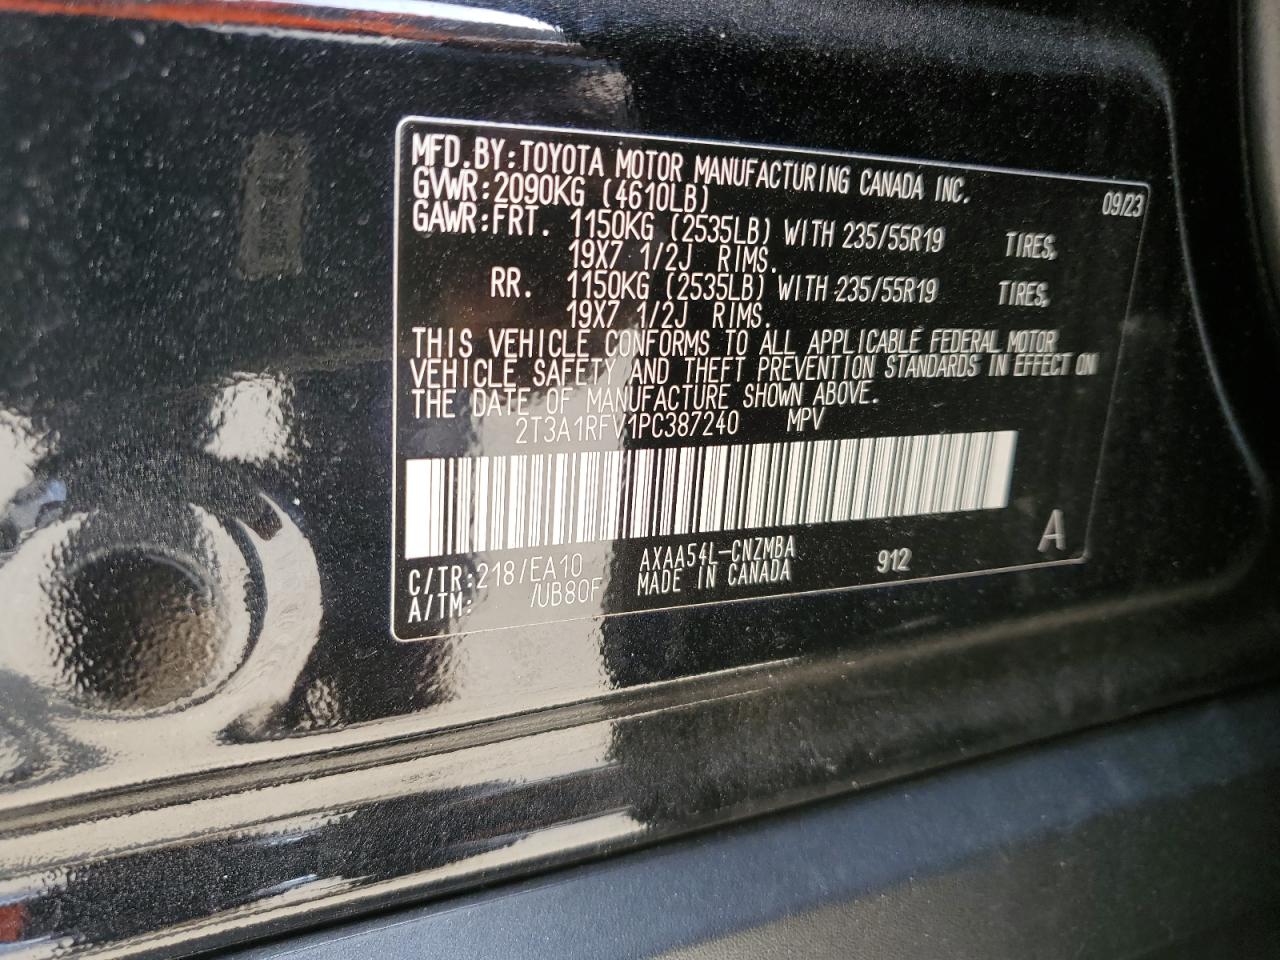 MFD.BY:TOYOTA MOTOR MANUFACTURING CANADA INC. 09/23
GVWR:2090KG (4610LB)
GAWR:FRT. 1150KG (2535LB) WITH 235/55R19 TIRES,
19X7 1/2J RIMS.
RR. 1150KG (2535LB) WITH 235/55R19 TIRES,
19X7 1/2J RIMS.
THIS VEHICLE CONFORMS TO ALL APPLICABLE FEDERAL MOTOR
VEHICLE SAFETY AND THEFT PREVENTION STANDARDS IN EFFECT ON
THE DATE OF MANUFACTURE SHOWN ABOVE.
2T3A1RFV1PC387240 MPV
C/TR:218/EA10 AXAA54L-CNZMBA 912 A
A/TM: /UB80F MADE IN CANADA